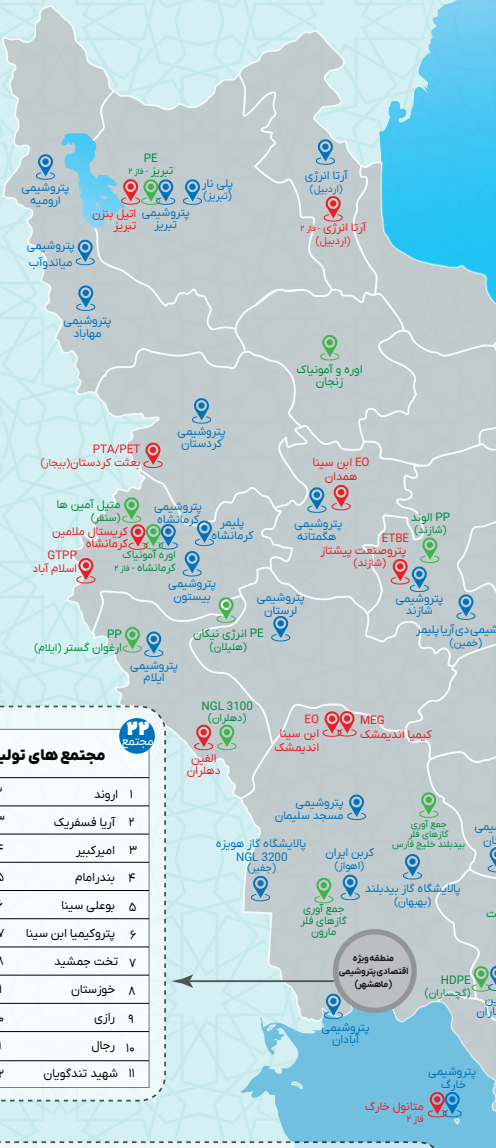 PE
تبریز - فاز ۲
پلی نار
(تبریز)
پتروشیمی
ارومیه
اتیل بنزن
تبریز
پتروشیمی
تبریز
آرتا انرژی
(اردبیل)
آرتا انرژی - فاز ۲
(اردبیل)
پتروشیمی
میاندوآب
پتروشیمی
مهاباد
اوره و آمونیاک
زنجان
پتروشیمی
کردستان
PTA/PET
بعثت کردستان(بیجار)
EO ابن سینا
همدان
پتروشیمی
هگمتانه
متیل آمین ها
(سنقر)
پتروشیمی
کرمانشاه
پلیمر
کرمانشاه
کریستال ملامین
کرمانشاه
اوره آمونیاک
کرمانشاه - فاز ۲
GTPP
اسلام آباد
پتروشیمی
بیستون
PP الوند
(شازند)
ETBE
پتروصنعت پیشتاز
(شازند)
پتروشیمی
شازند
شیمی دی آریا پلیمر
(خمین)
پتروشیمی
لرستان
PE انرژی نیکان
(هلیلان)
PP
ارغوان گستر (ایلام)
پتروشیمی
ایلام
NGL 3100
(دهلران)
الفین
دهلران
EO
ابن سینا
اندیمشک
MEG
کیمیا اندیمشک
۲۲
مجتمع
مجتمع های تولی
۱ اروند
۲ آریا فسفریک
۳ امیرکبیر
۴ بندرامام
۵ بوعلی سینا
۶ پتروکیمیا ابن سینا
۷ تخت جمشید
۸ خوزستان
۹ رازی
۱۰ رجال
۱۱ شهید تندگویان
پتروشیمی
مسجد سلیمان
جمع آوری
گازهای فلر
بیدبلند خلیج فارس
پالایشگاه گاز هویزه
NGL 3200
(جفیر)
کربن ایران
(اهواز)
پالایشگاه گاز بیدبلند
(بهبهان)
جمع آوری
گازهای فلر
مارون
منطقه ویژه
اقتصادی پتروشیمی
(ماهشهر)
HDPE
(گچساران)
پتروشیمی
آبادان
پتروشیمی
خارگ
متانول خارگ
فاز ۲